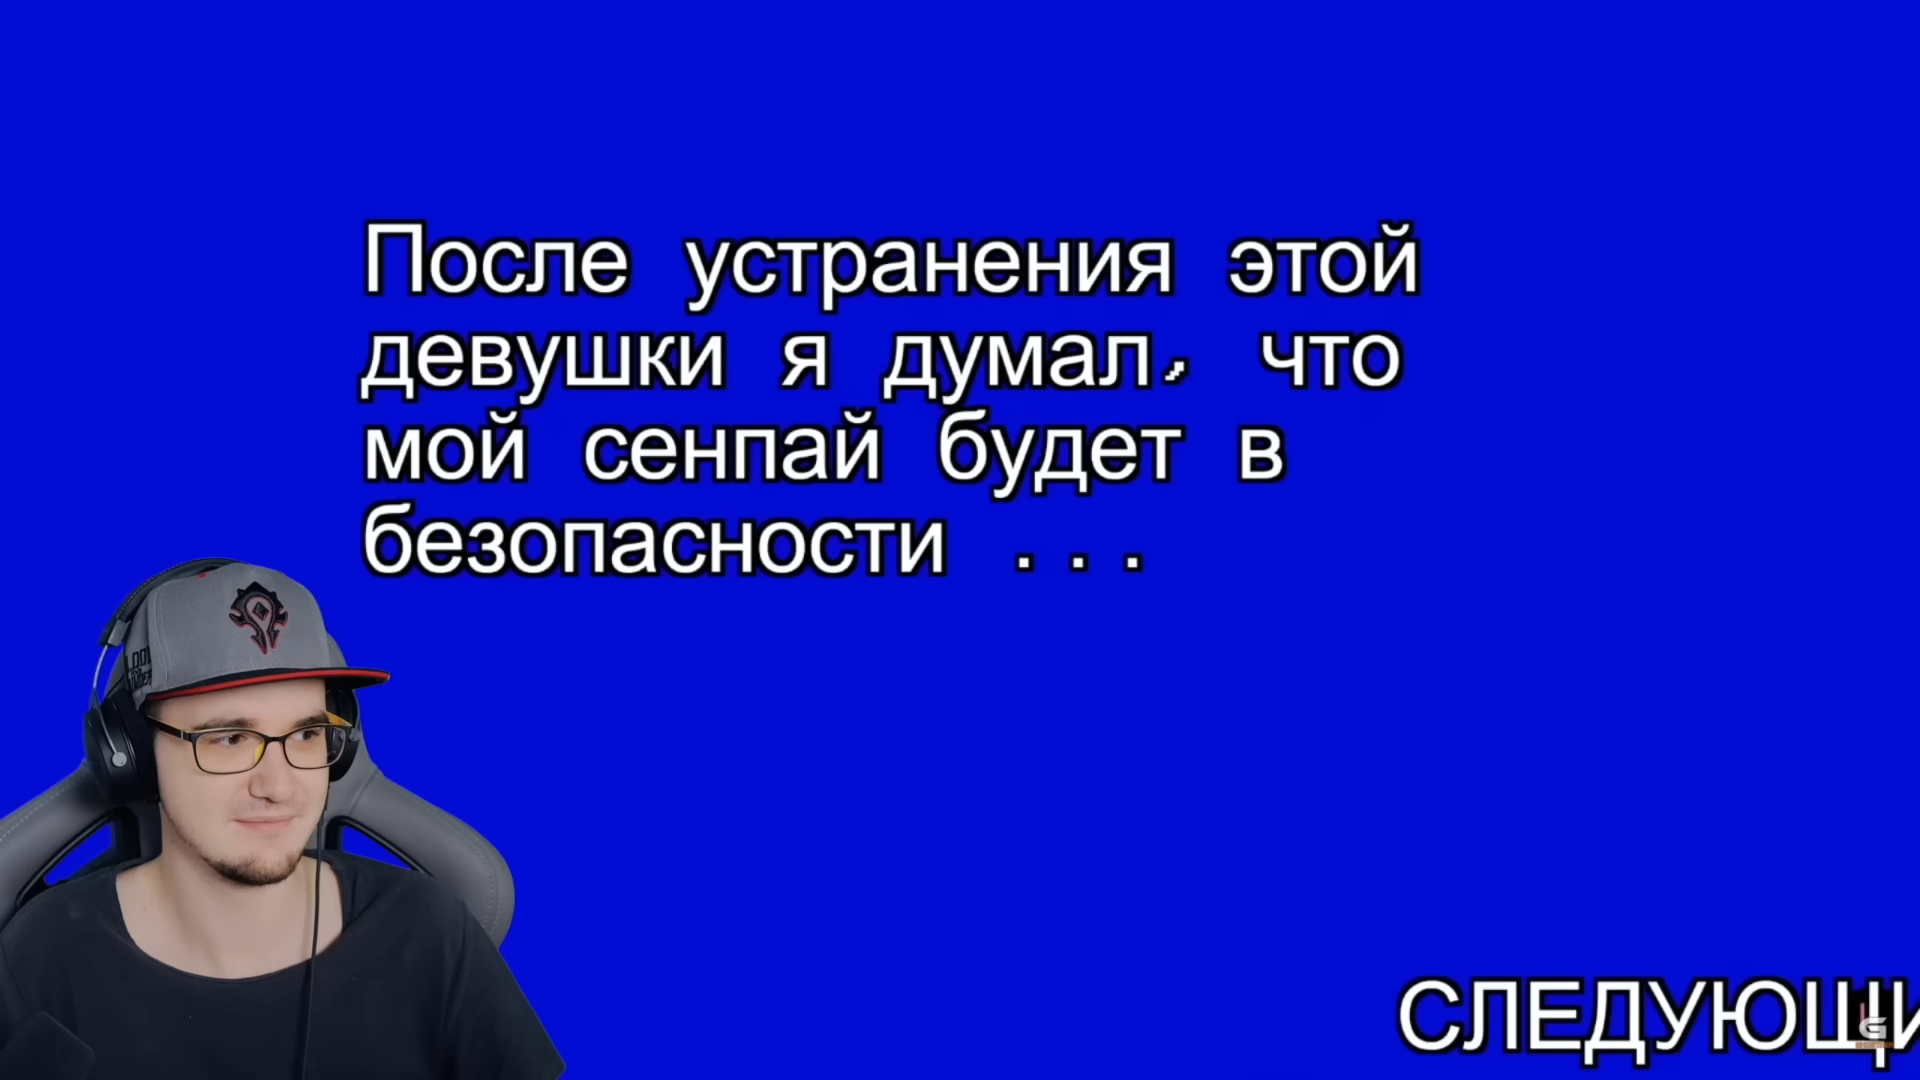 После устранения этой
девушки я думал, что
мой сенпай будет в
безопасности ...
СЛЕДУЮЩИ